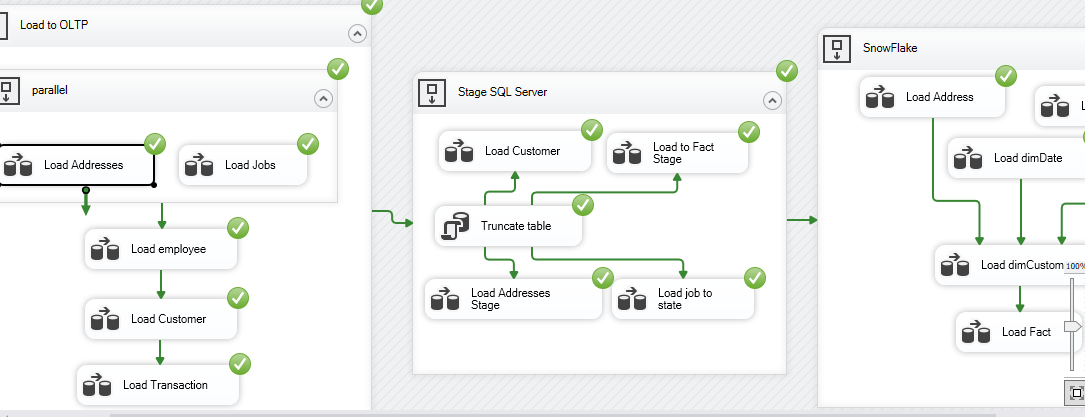 Load to OLTP
parallel
Load Addresses
Load Jobs
Load employee
Load Customer
Load Transaction
Stage SQL Server
Load Customer
Load to Fact
Stage
Truncate table
Load Addresses
Stage
Load job to
state
SnowFlake
Load Address
L
Load dimDate
Load dimCustom
100%
Load Fact